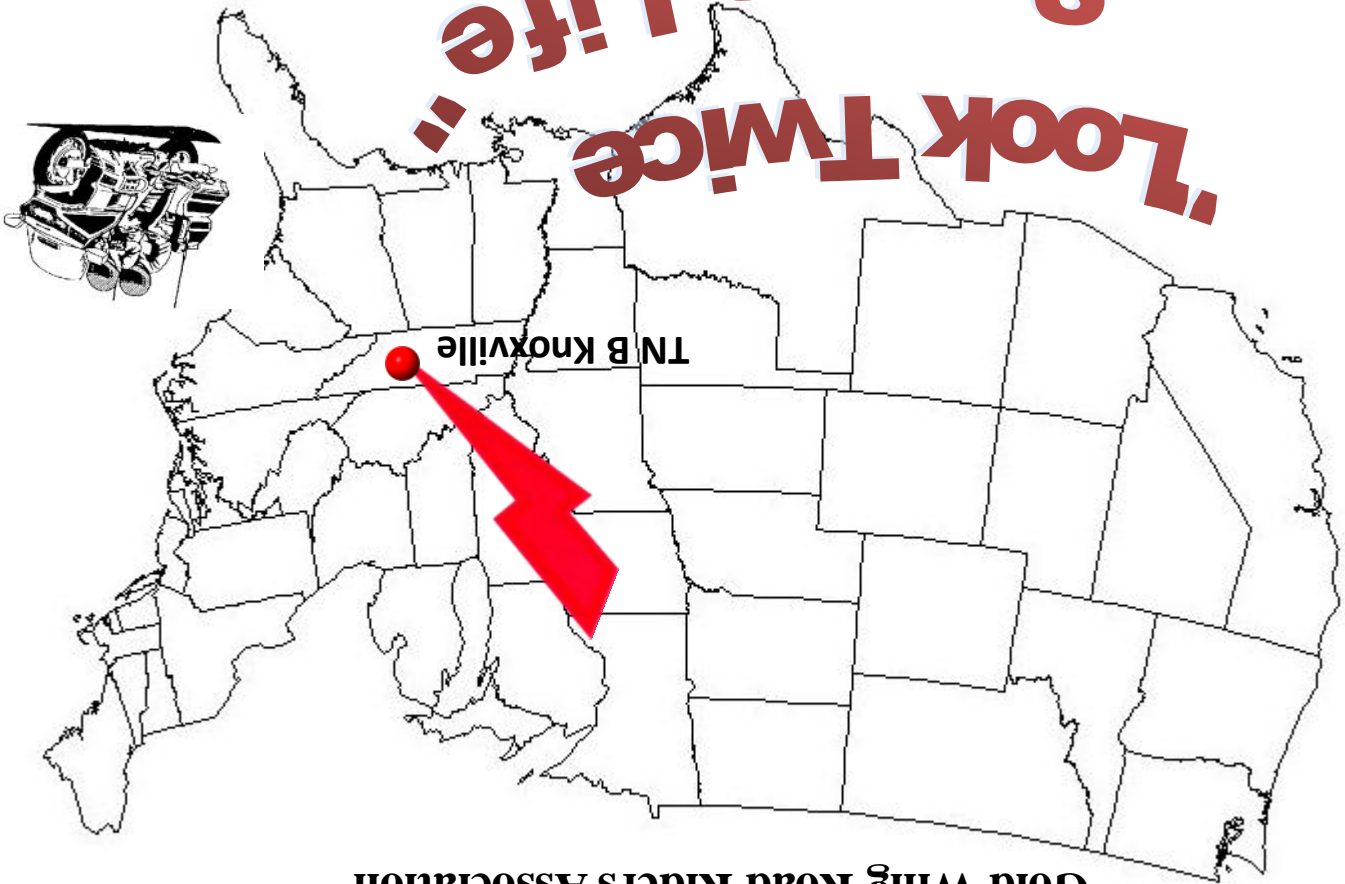 Gold Wing Road Riders Association
TN B Knoxville
"Look Twice
&
Life "